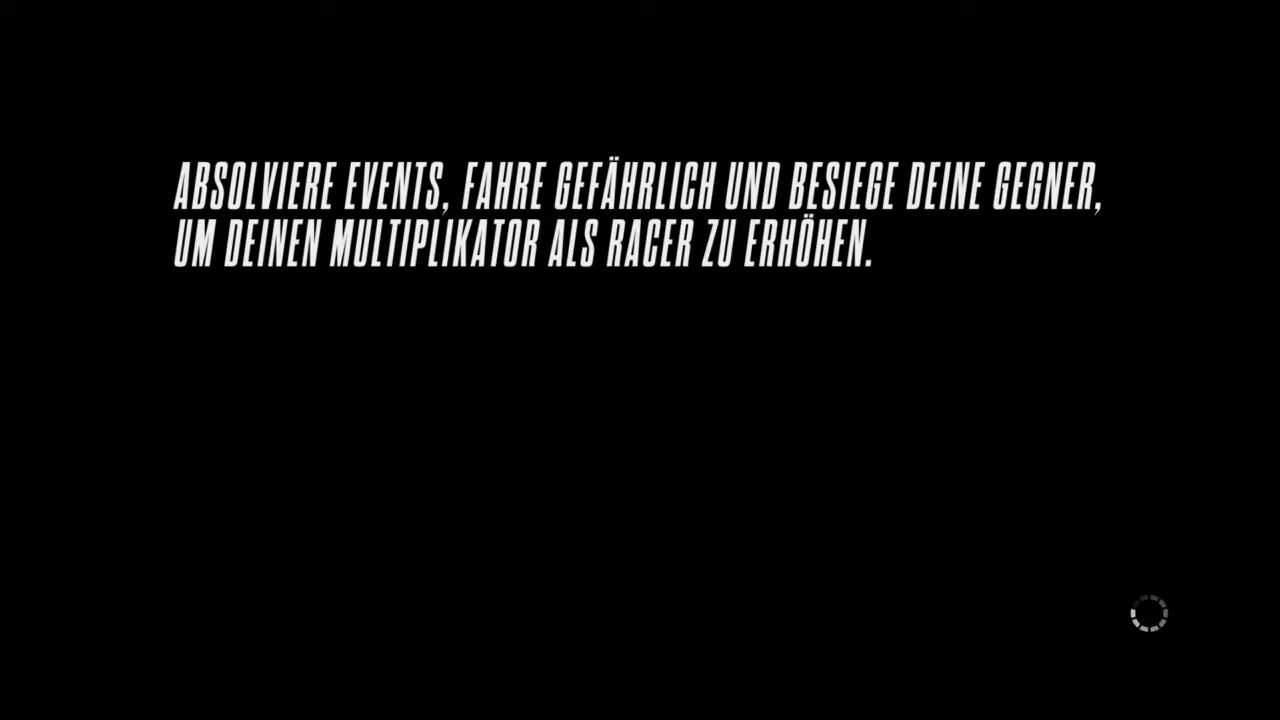 ABSOLVIERE EVENTS, FAHRE GEFÄHRLICH UND BESIEGE DEINE GEGNER,
UM DEINEN MULTIPLIKATOR ALS RACER ZU ERHÖHEN.